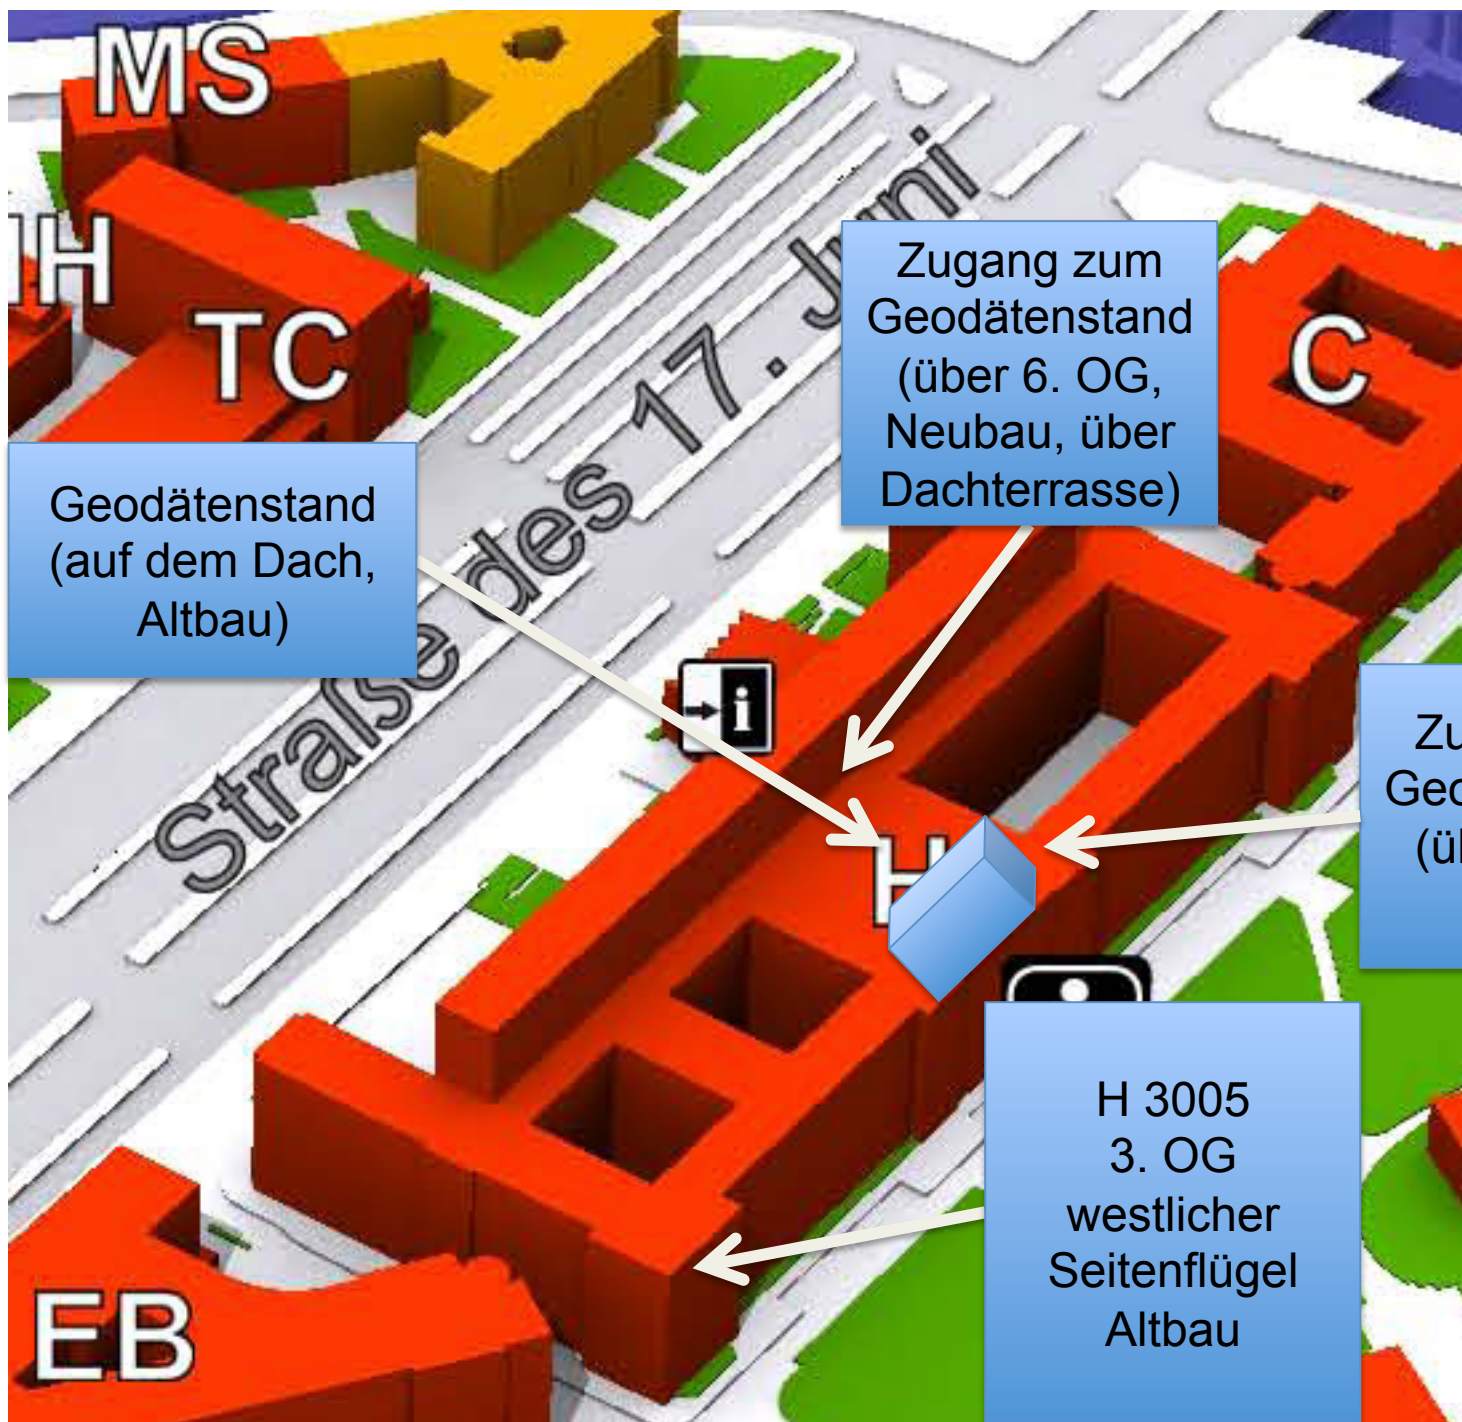 MS
TC
Straße des 17. Juni
Zugang zum
Geodätenstand
(über 6. OG,
Neubau, über
Dachterrasse)
C
Geodätenstand
(auf dem Dach,
Altbau)
i
H
H 3005
3. OG
westlicher
Seitenflügel
Altbau
EB